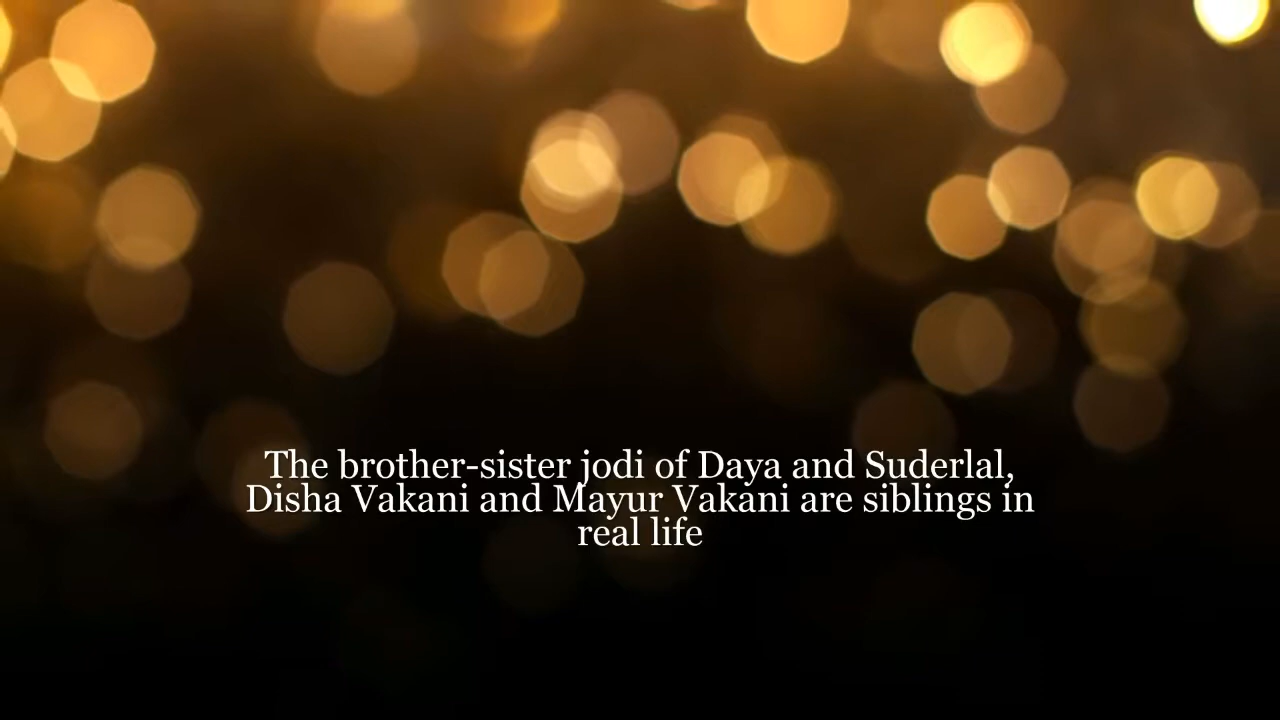 The brother-sister jodi of Daya and Suderlal,
Disha Vakani and Mayur Vakani are siblings in
real life